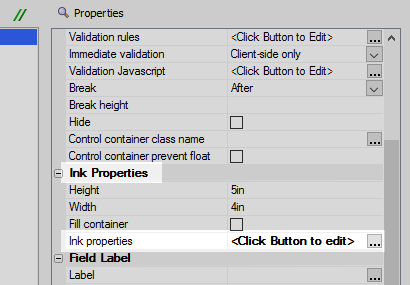 //
Properties
Validation rules <Click Button to Edit> ...
Immediate validation Client-side only
Validation Javascript <Click Button to Edit> ...
Break After
Break height
Hide
Control container class name ...
Control container prevent float
Ink Properties
Height 5in
Width 4in
Fill container
Ink properties <Click Button to edit> ...
Field Label
Label ...